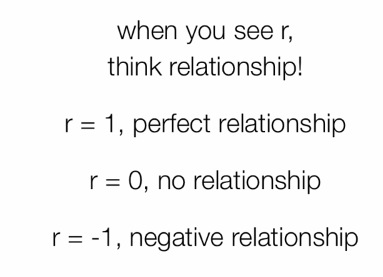 when you see r,
think relationship!
r = 1, perfect relationship
r = 0, no relationship
r = -1, negative relationship